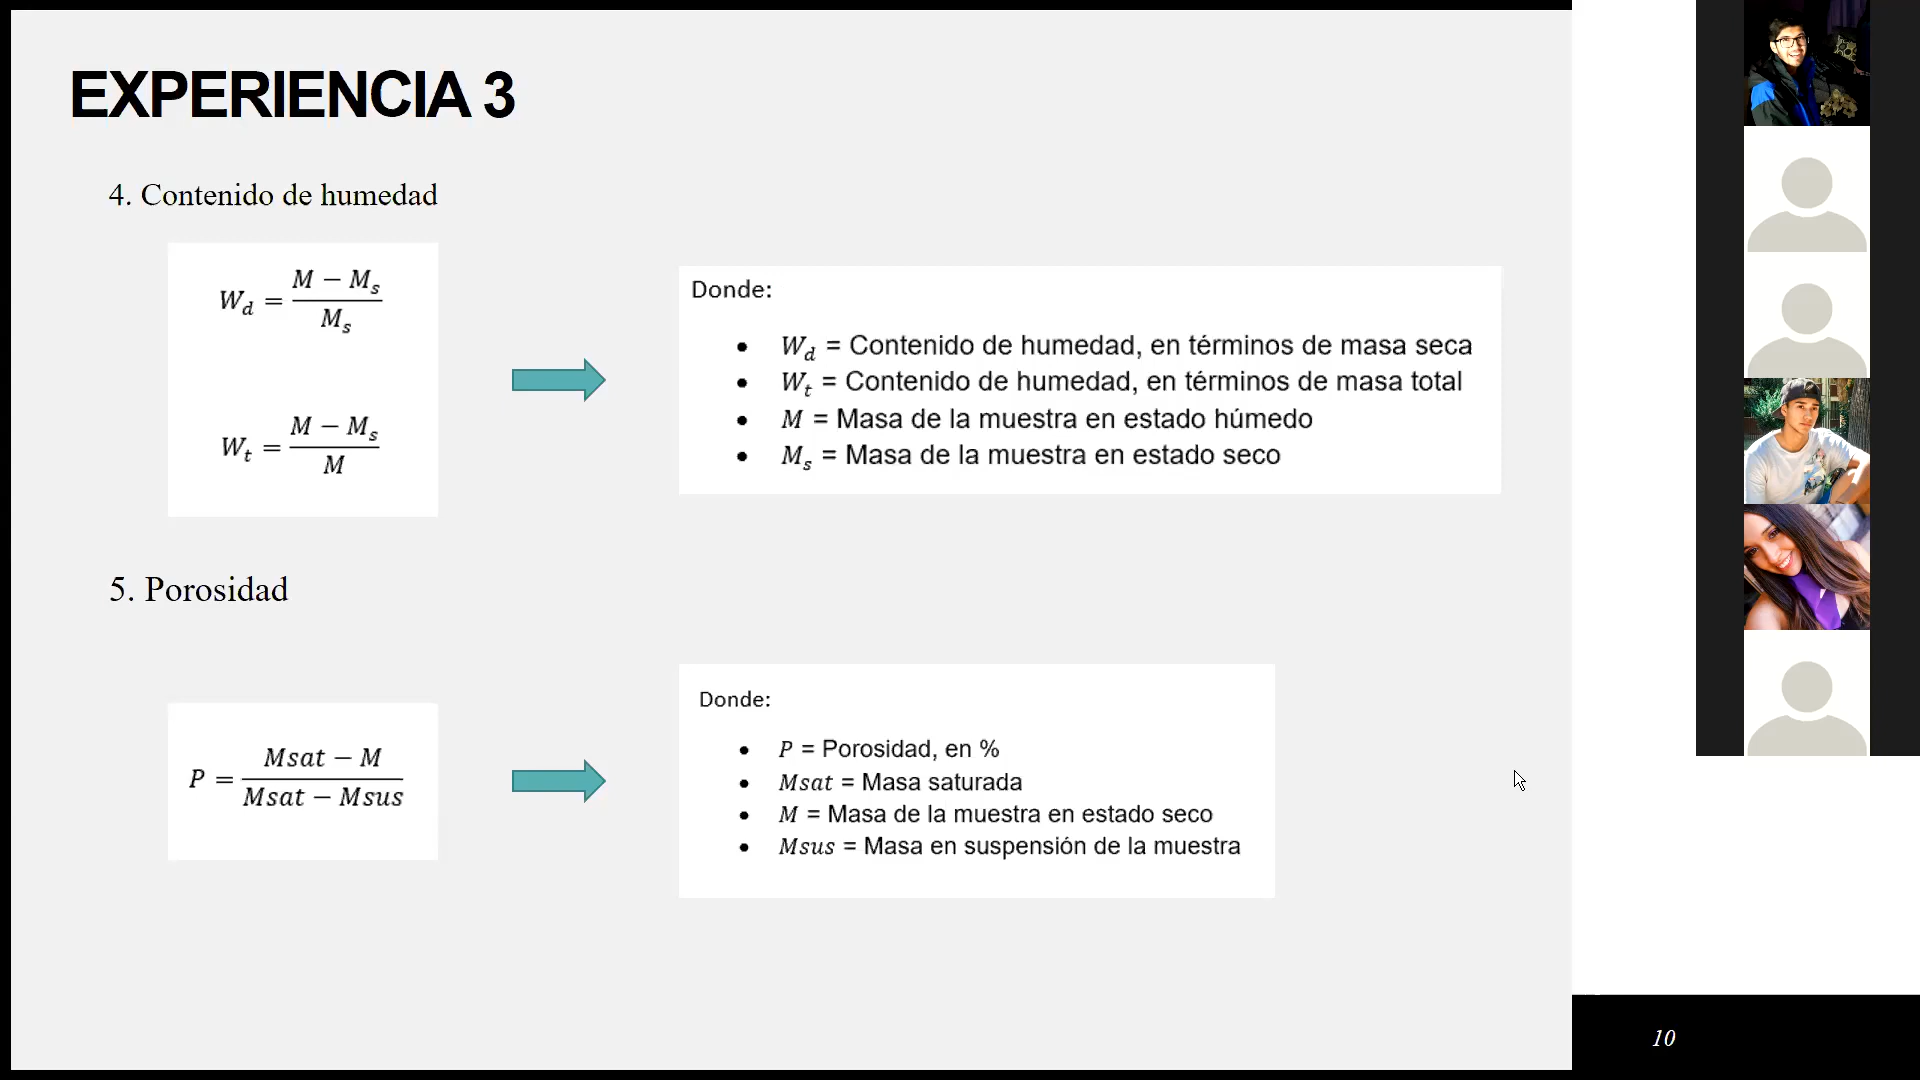 EXPERIENCIA 3
4. Contenido de humedad
W_d = (M − M_s) / M_s
W_t = (M − M_s) / M
Donde:
• W_d = Contenido de humedad, en términos de masa seca
• W_t = Contenido de humedad, en términos de masa total
• M = Masa de la muestra en estado húmedo
• M_s = Masa de la muestra en estado seco
5. Porosidad
P = (Msat − M) / (Msat − Msus)
Donde:
• P = Porosidad, en %
• Msat = Masa saturada
• M = Masa de la muestra en estado seco
• Msus = Masa en suspensión de la muestra
10